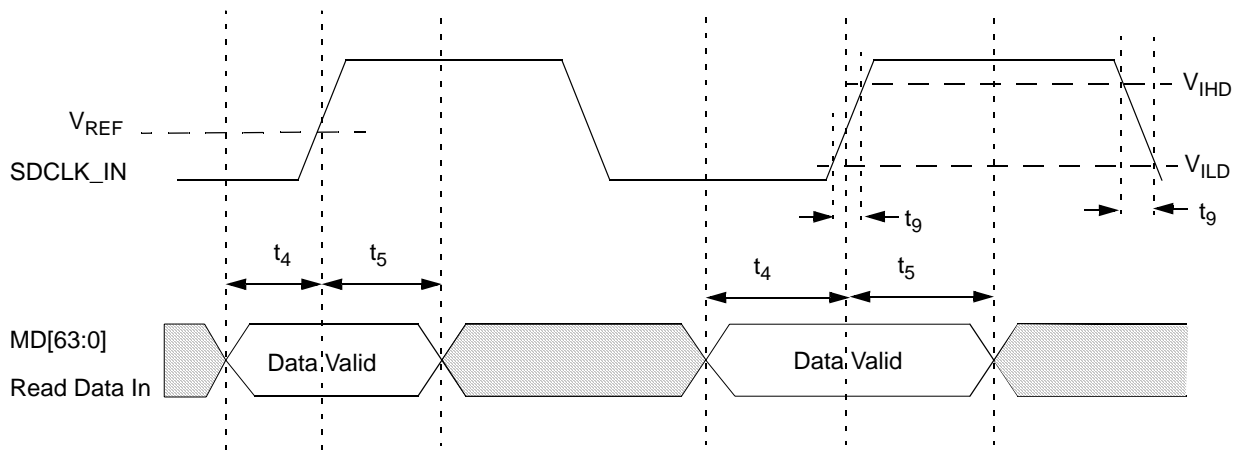 V_IHD
V_REF
SDCLK_IN
V_ILD
t_9
t_9
t_4
t_5
t_4
t_5
MD[63:0]
Data Valid
Data Valid
Read Data In